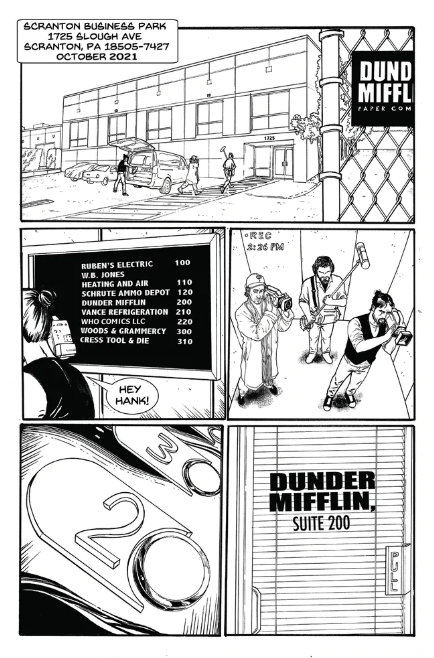 SCRANTON BUSINESS PARK
1725 SLOUGH AVE
SCRANTON, PA 18505-7427
OCTOBER 2021
DUND
MIFFL
PAPER COM
1725
RUBEN'S ELECTRIC 100
W.B. JONES
HEATING AND AIR 110
SCHRUTE AMMO DEPOT 120
DUNDER MIFFLIN 200
VANCE REFRIGERATION 210
WHO COMICS LLC 220
WOODS & GRAMMERCY 300
CRESS TOOL & DIE 310
HEY
HANK!
•REC
2:26 PM
3
2
DUNDER
MIFFLIN,
SUITE 200
PULL